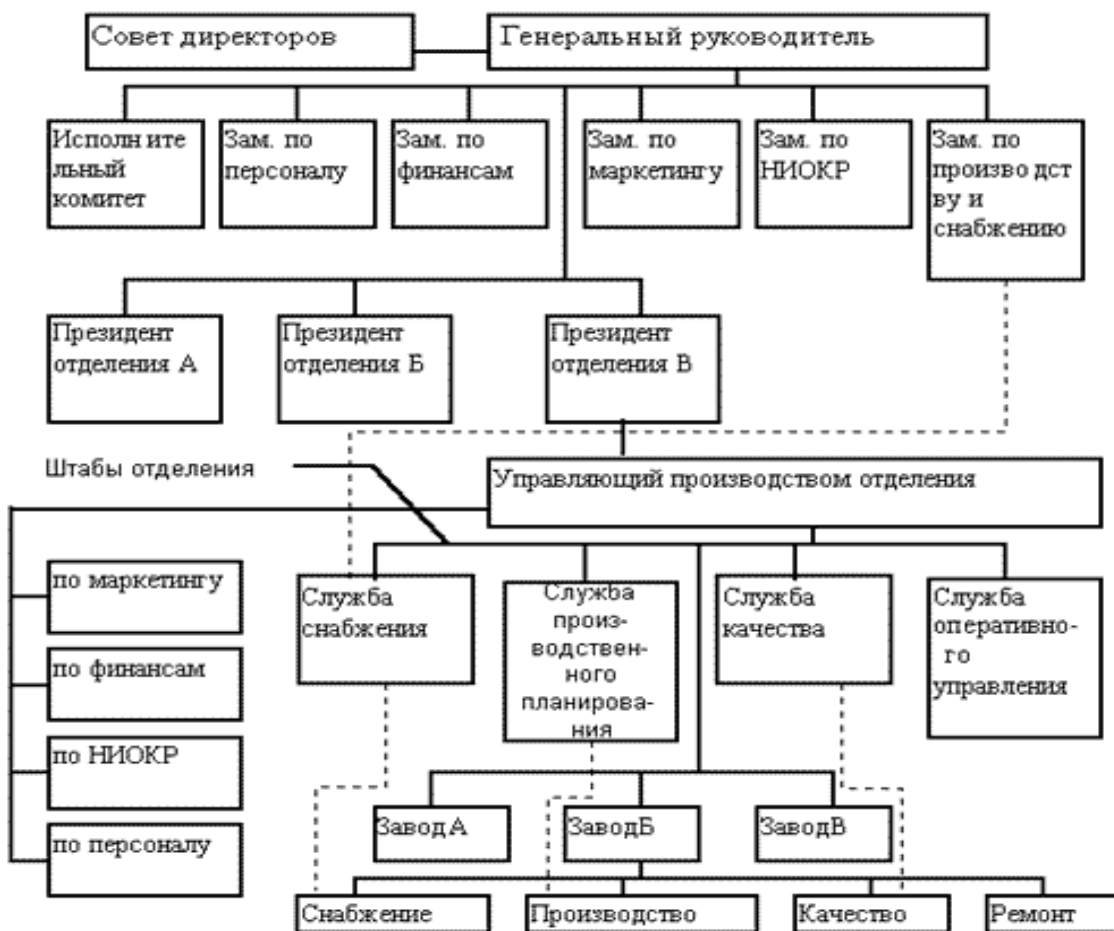 Совет директоров
Генеральный руководитель
Исполн ите
льный
комитет
Зам. по
персоналу
Зам. по
финансам
Зам. по
маркетингу
Зам. по
НИОКР
Зам. по
произво дст
ву и
снабжению
Президент
отделения А
Президент
отделения Б
Президент
отделения В
Штабы отделения
Управляющий производством отделения
по маркетингу
по финансам
по НИОКР
по персоналу
Служба
снабжения
Служба
произ-
водственн-
ного
планирова-
ния
Служба
качества
Служба
оперативно-
го
управления
Завод А
Завод Б
Завод В
Снабжение
Производство
Качество
Ремонт